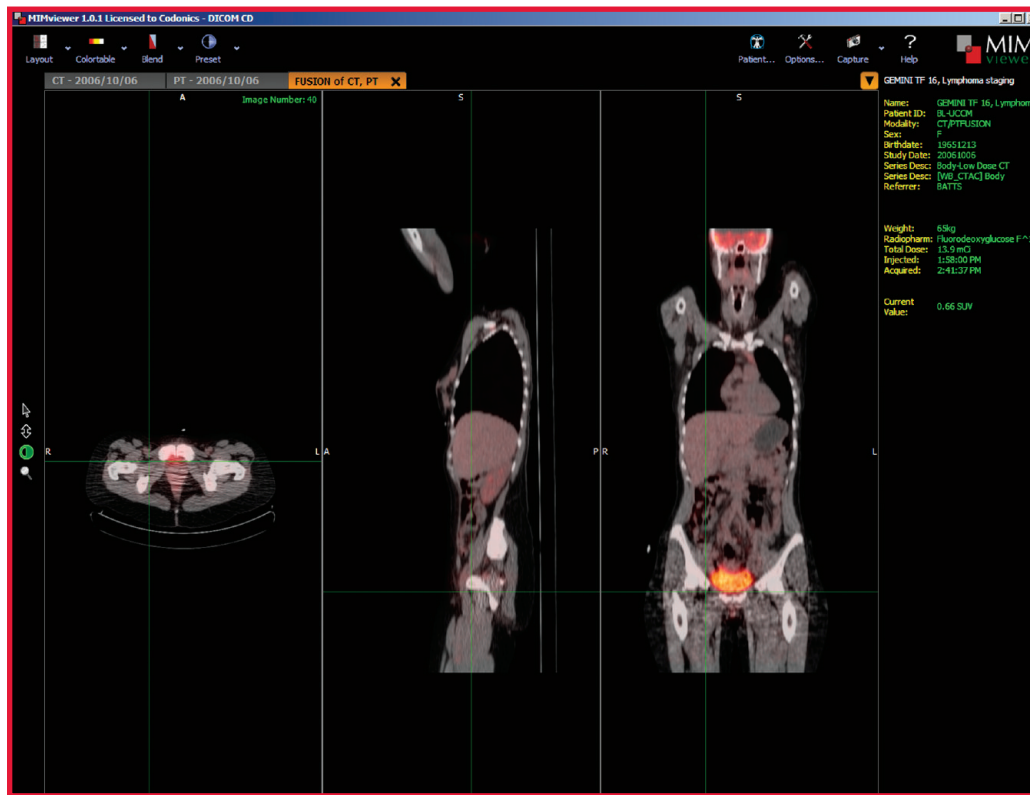 MIMviewer 1.0.1 Licensed to Codonics - DICOM CD
Layout Colortable Blend Preset Patient... Options... Capture Help
MIM
viewe
CT - 2006/10/06 PT - 2006/10/06 FUSION of CT, PT
GEMINI TF 16, Lymphoma staging
A Image Number: 40 S S
Name: GEMINI TF 16, Lymphom
Patient ID: BL-UCCM
Modality: CT/PTFUSION
Sex: F
Birthdate: 19651213
Study Date: 20061006
Series Desc: Body-Low Dose CT
Series Desc: [WB_CTAC] Body
Referrer: BATTS
Weight: 65kg
Radiopharm: Fluorodeoxyglucose F^
Total Dose: 13.9 mCi
Injected: 1:58:00 PM
Acquired: 2:41:37 PM
Current
Value: 0.66 SUV
R L A P R L